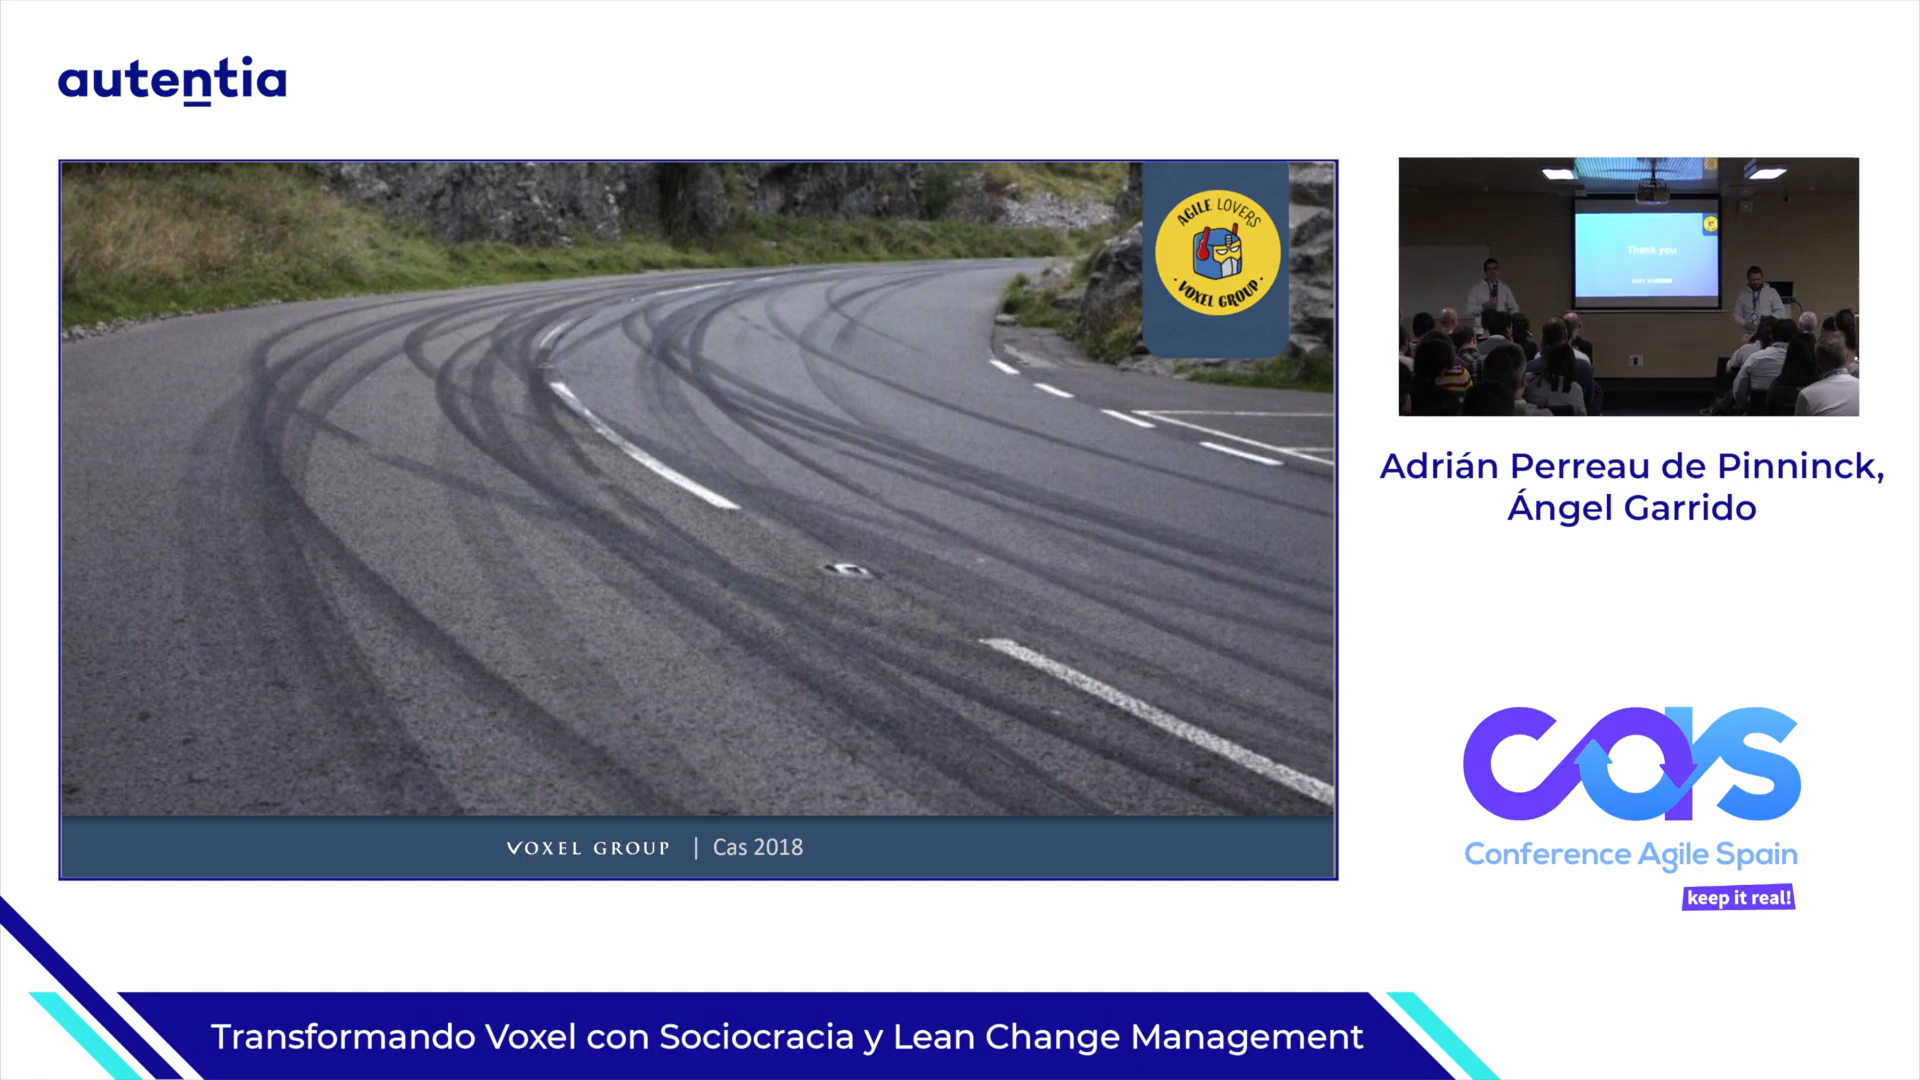 autentia
AGILE LOVERS
· VOXEL GROUP ·
Thank you
Adrián Perreau de Pinninck,
Ángel Garrido
VOXEL GROUP | Cas 2018
cas
Conference Agile Spain
keep it real!
Transformando Voxel con Sociocracia y Lean Change Management